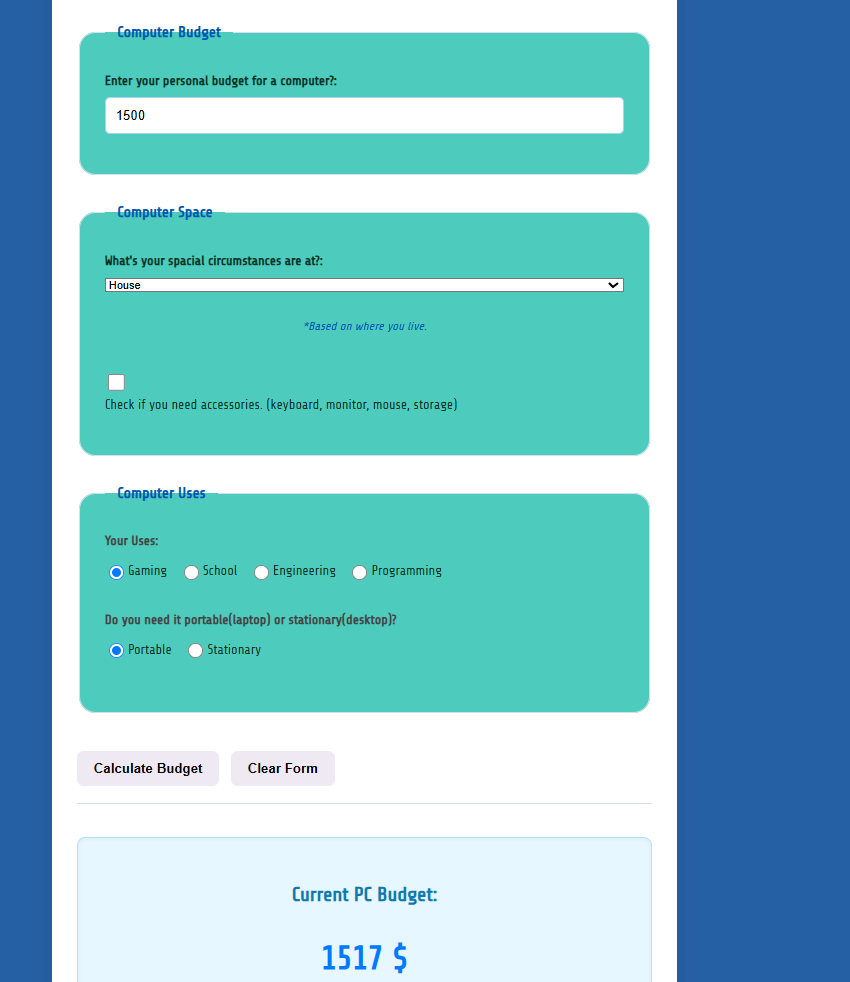 Computer Budget
Enter your personal budget for a computer?:
1500
Computer Space
What's your spacial circumstances are at?:
House
*Based on where you live.
Check if you need accessories. (keyboard, monitor, mouse, storage)
Computer Uses
Your Uses:
Gaming School Engineering Programming
Do you need it portable(laptop) or stationary(desktop)?
Portable Stationary
Calculate Budget Clear Form
Current PC Budget:
1517 $